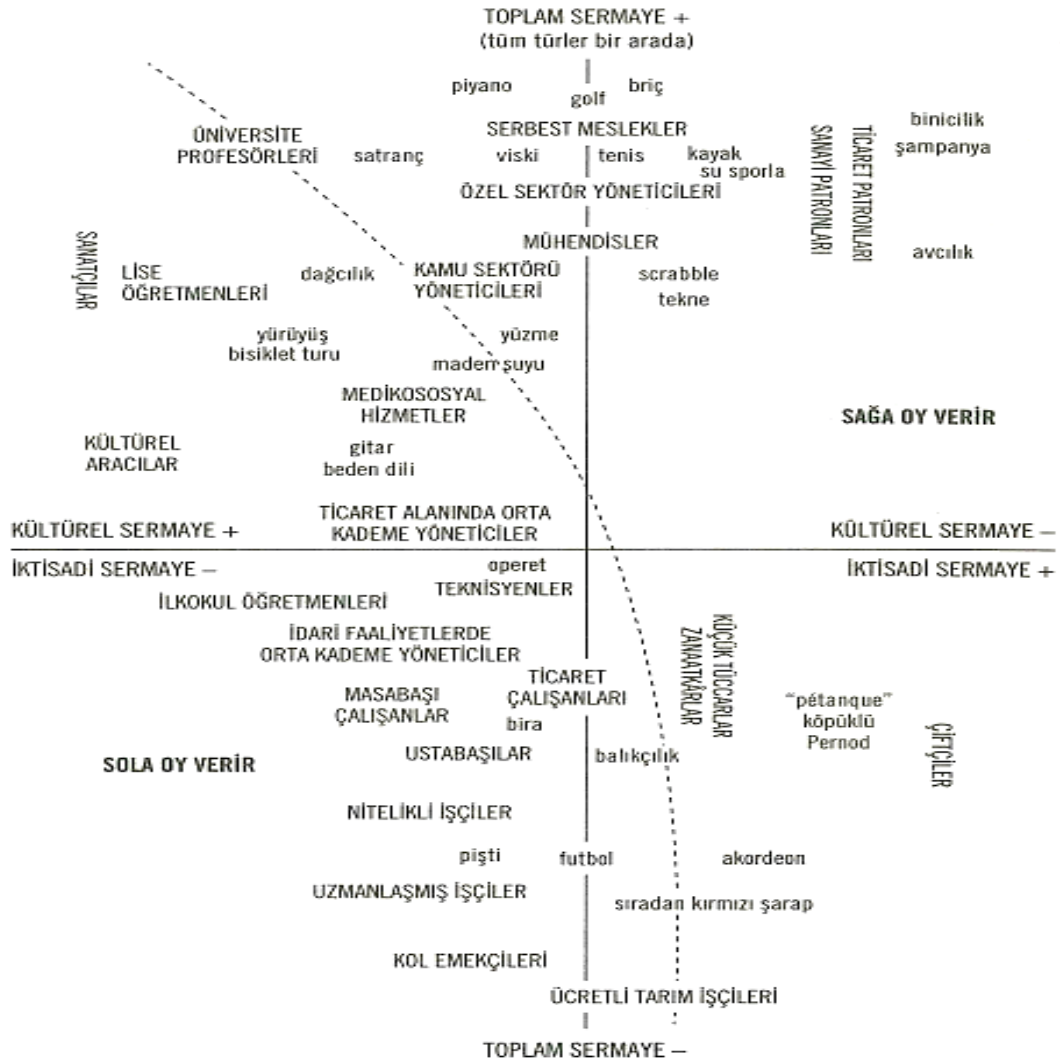 TOPLAM SERMAYE +
(tüm türler bir arada)
piyano
briç
golf
binicilik
şampanya
ÜNİVERSİTE
PROFESÖRLERİ
satranç
SERBEST MESLEKLER
viski
tenis
kayak
su sporla
SANAYİ PATRONLARI
TİCARET PATRONLARI
ÖZEL SEKTÖR YÖNETİCİLERİ
MÜHENDİSLER
avcılık
SANATÇILAR
LİSE
ÖĞRETMENLERİ
dağcılık
KAMU SEKTÖRÜ
YÖNETİCİLERİ
scrabble
tekne
yürüyüş
bisiklet turu
yüzme
maden suyu
MEDİKOSOSYAL
HİZMETLER
SAĞA OY VERİR
KÜLTÜREL
ARACILAR
gitar
beden dili
TİCARET ALANINDA ORTA
KADEME YÖNETİCİLER
KÜLTÜREL SERMAYE +
KÜLTÜREL SERMAYE −
İKTİSADİ SERMAYE −
İKTİSADİ SERMAYE +
operet
TEKNİSYENLER
İLKOKUL ÖĞRETMENLERİ
İDARİ FAALİYETLERDE
ORTA KADEME YÖNETİCİLER
KÜÇÜK TÜCCARLAR
ZANAATKÂRLAR
TİCARET
ÇALIŞANLARI
MASABAŞI
ÇALIŞANLAR
bira
"pétanque"
köpüklü
Pernod
ÇİFTÇİLER
SOLA OY VERİR
USTABAŞILAR
balıkçılık
NİTELİKLİ İŞÇİLER
pişti
futbol
akordeon
UZMANLAŞMIŞ İŞÇİLER
sıradan kırmızı şarap
KOL EMEKÇİLERİ
ÜCRETLİ TARIM İŞÇİLERİ
TOPLAM SERMAYE −